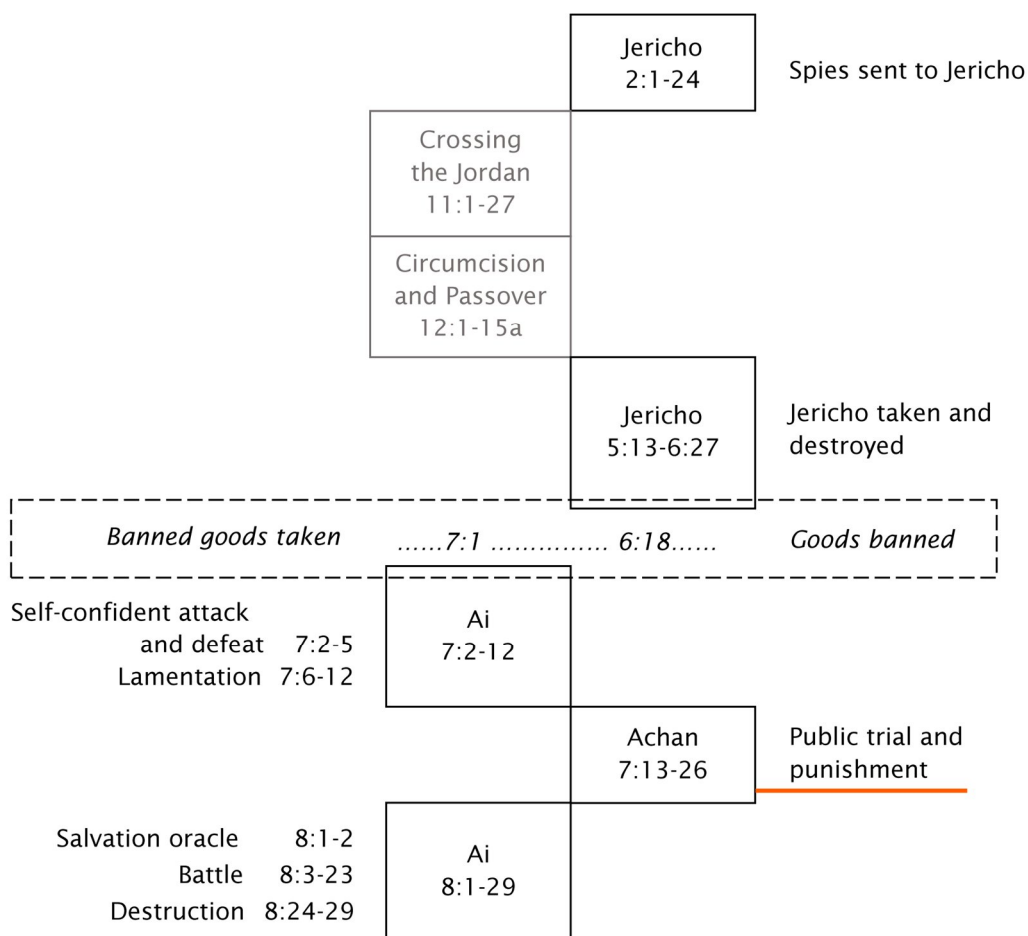 Jericho
2:1-24
Spies sent to Jericho
Crossing
the Jordan
11:1-27
Circumcision
and Passover
12:1-15a
Jericho
5:13-6:27
Jericho taken and
destroyed
Banned goods taken ......7:1 ............... 6:18...... Goods banned
Self-confident attack
and defeat 7:2-5
Lamentation 7:6-12
Ai
7:2-12
Achan
7:13-26
Public trial and
punishment
Salvation oracle 8:1-2
Battle 8:3-23
Destruction 8:24-29
Ai
8:1-29